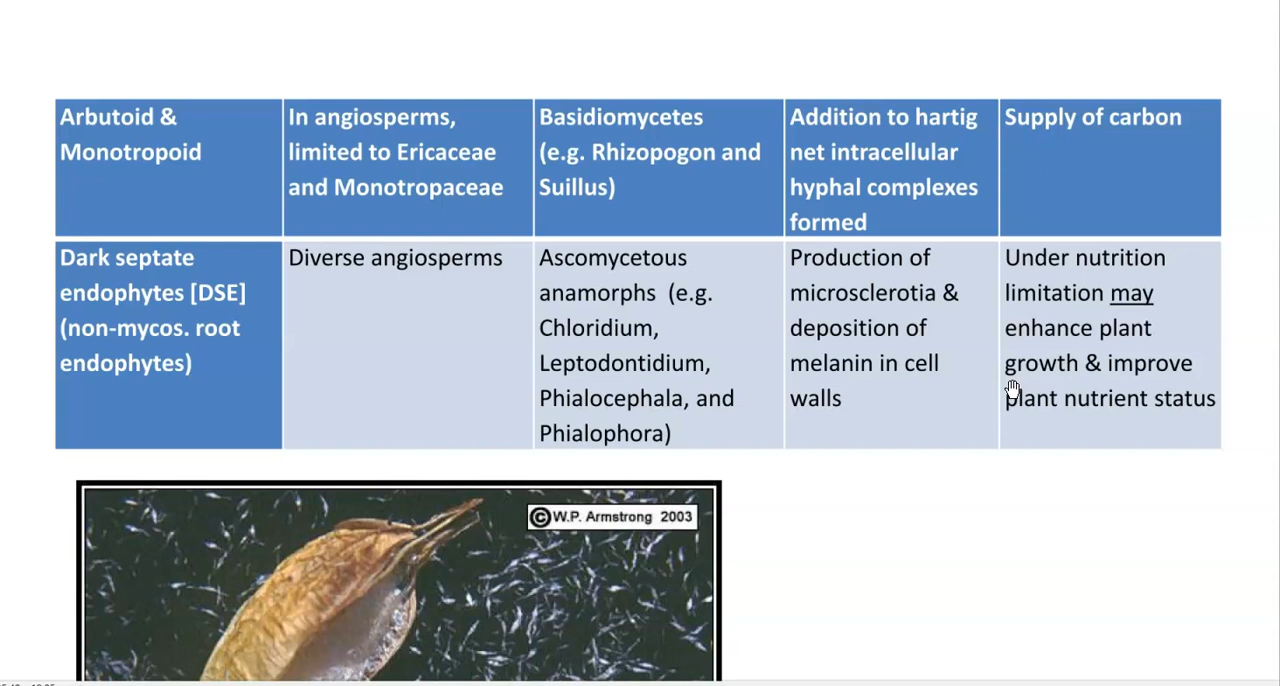 Arbutoid &
Monotropoid
In angiosperms,
limited to Ericaceae
and Monotropaceae
Basidiomycetes
(e.g. Rhizopogon and
Suillus)
Addition to hartig
net intracellular
hyphal complexes
formed
Supply of carbon
Dark septate
endophytes [DSE]
(non-mycos. root
endophytes)
Diverse angiosperms
Ascomycetous
anamorphs (e.g.
Chloridium,
Leptodontidium,
Phialocephala, and
Phialophora)
Production of
microsclerotia &
deposition of
melanin in cell
walls
Under nutrition
limitation may
enhance plant
growth & improve
plant nutrient status
© W.P. Armstrong 2003